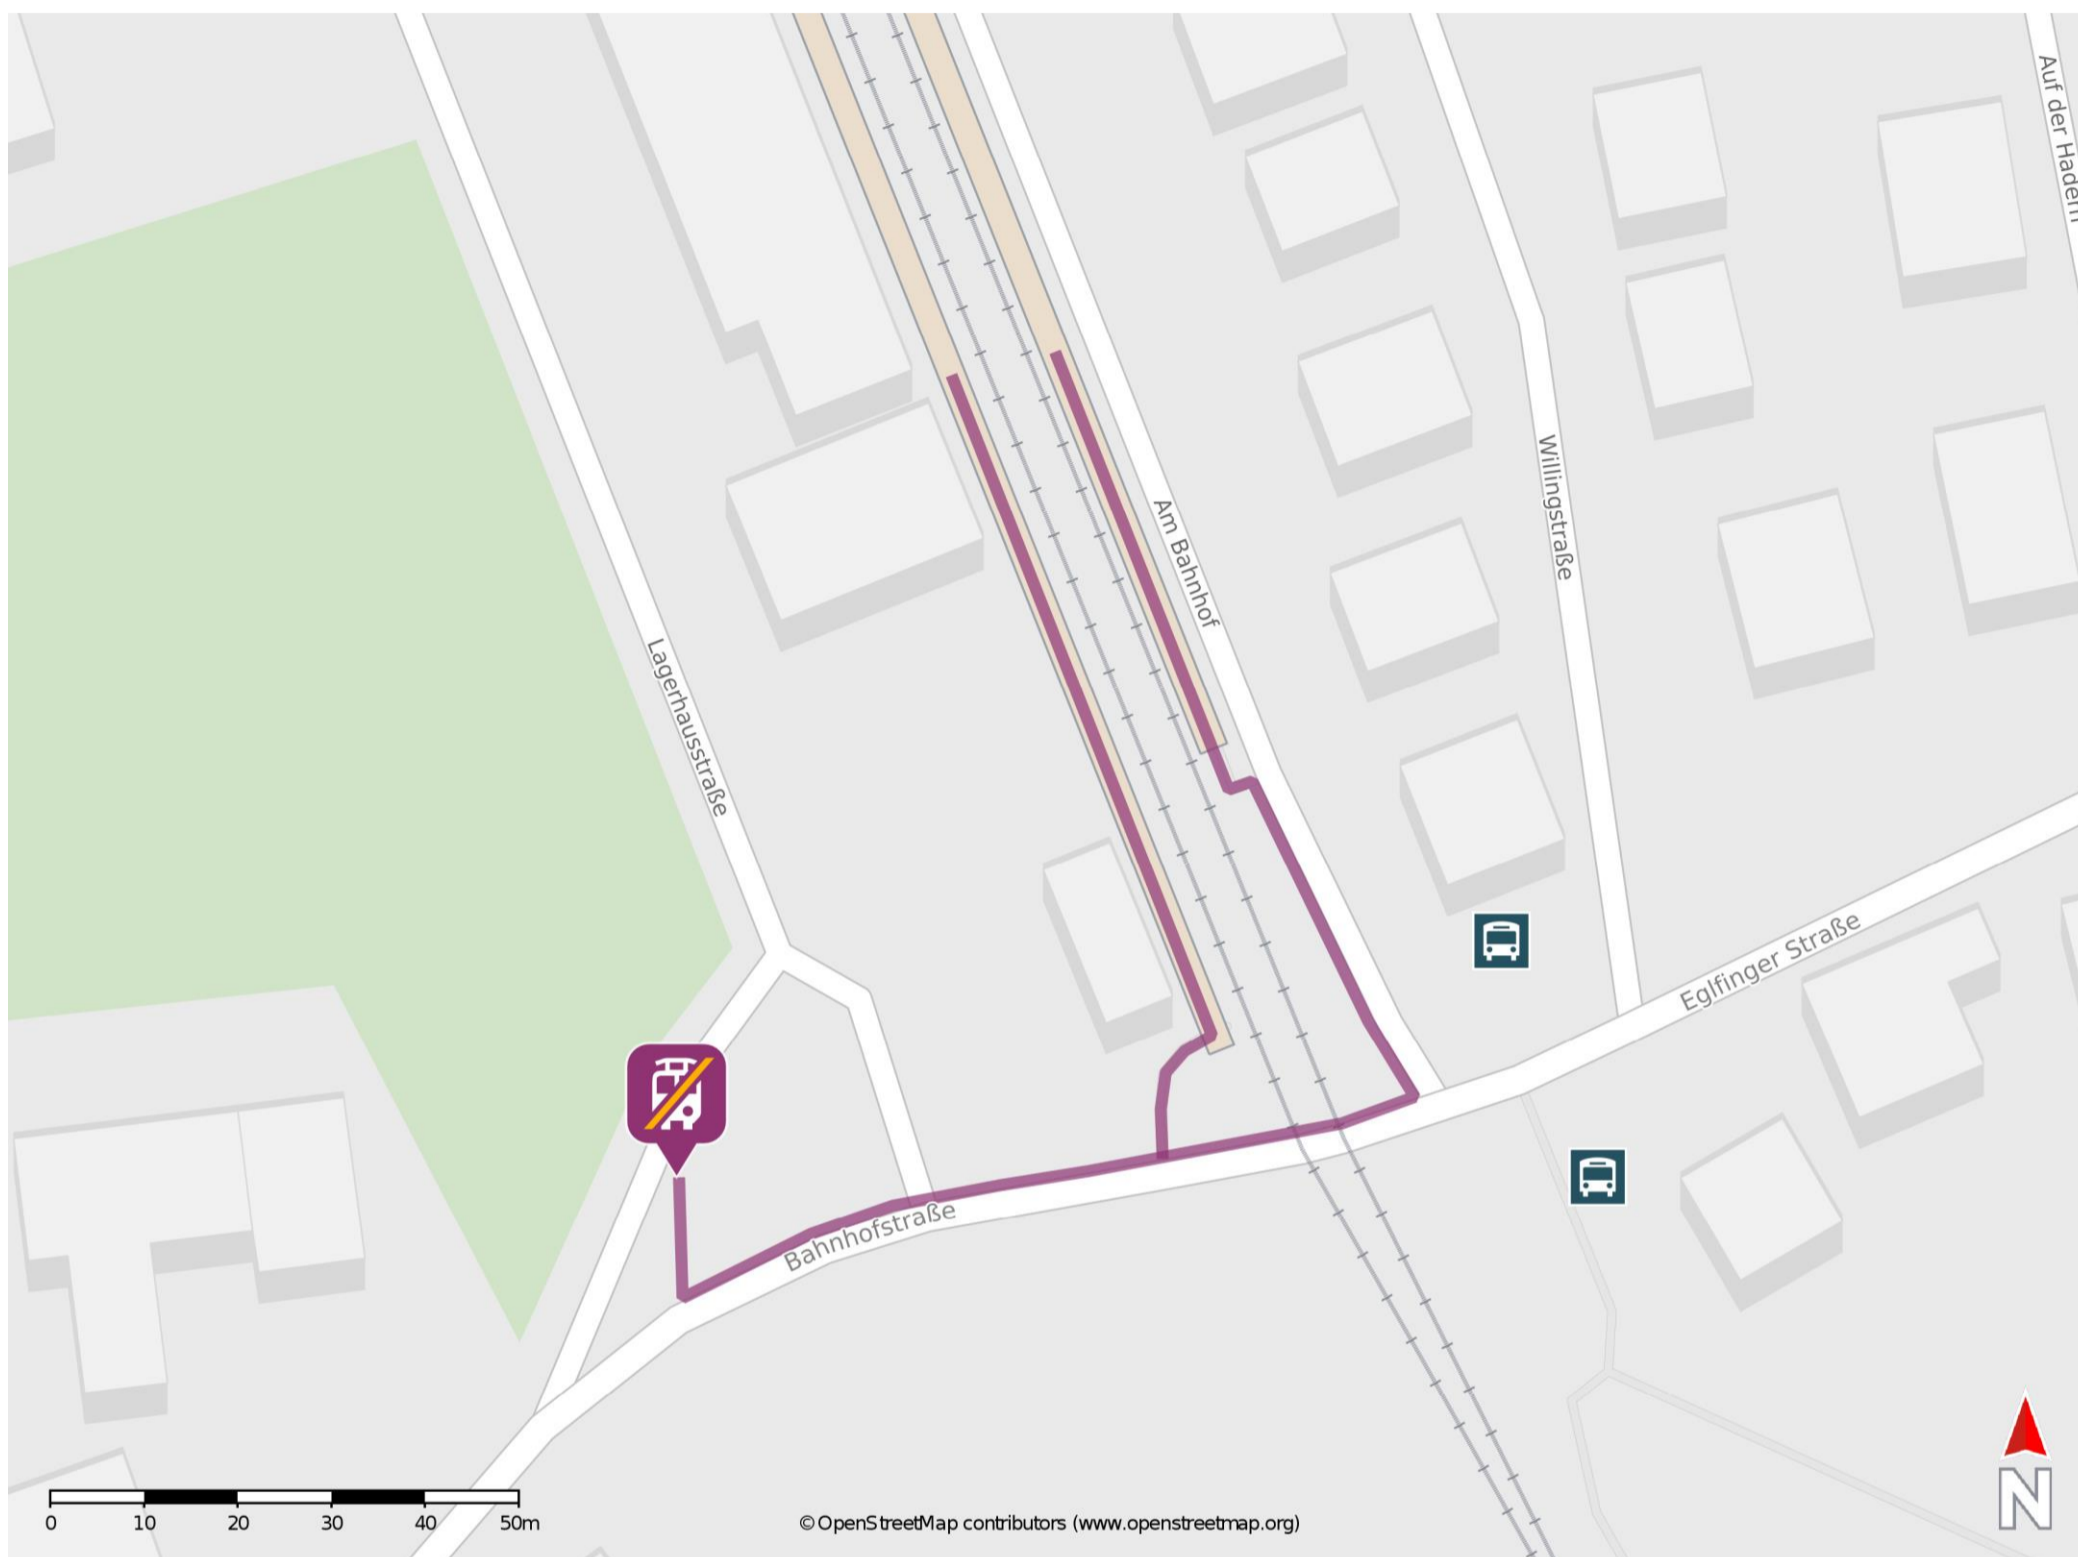 Auf der Hadern
Willingstraße
Am Bahnhof
Lagerhausstraße
Eglfinger Straße
Bahnhofstraße
N
0 10 20 30 40 50m
© OpenStreetMap contributors (www.openstreetmap.org)